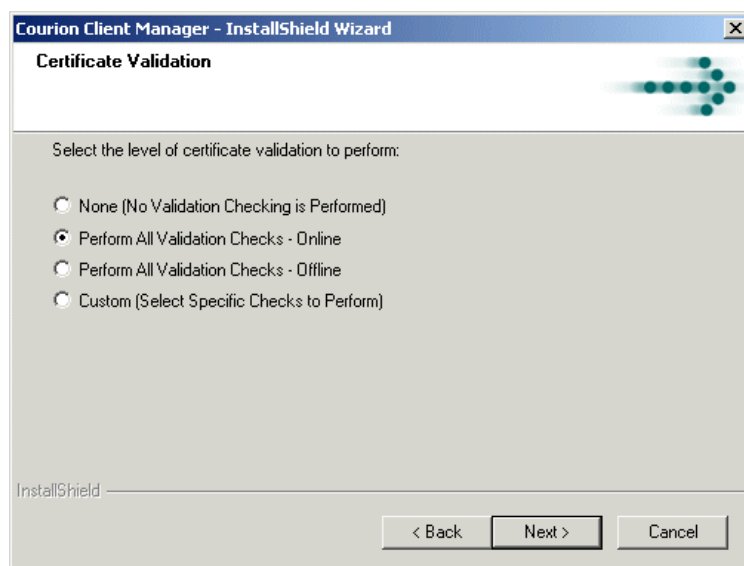 Courion Client Manager - InstallShield Wizard
Certificate Validation
Select the level of certificate validation to perform:
None (No Validation Checking is Performed)
Perform All Validation Checks - Online
Perform All Validation Checks - Offline
Custom (Select Specific Checks to Perform)
InstallShield
< Back Next > Cancel